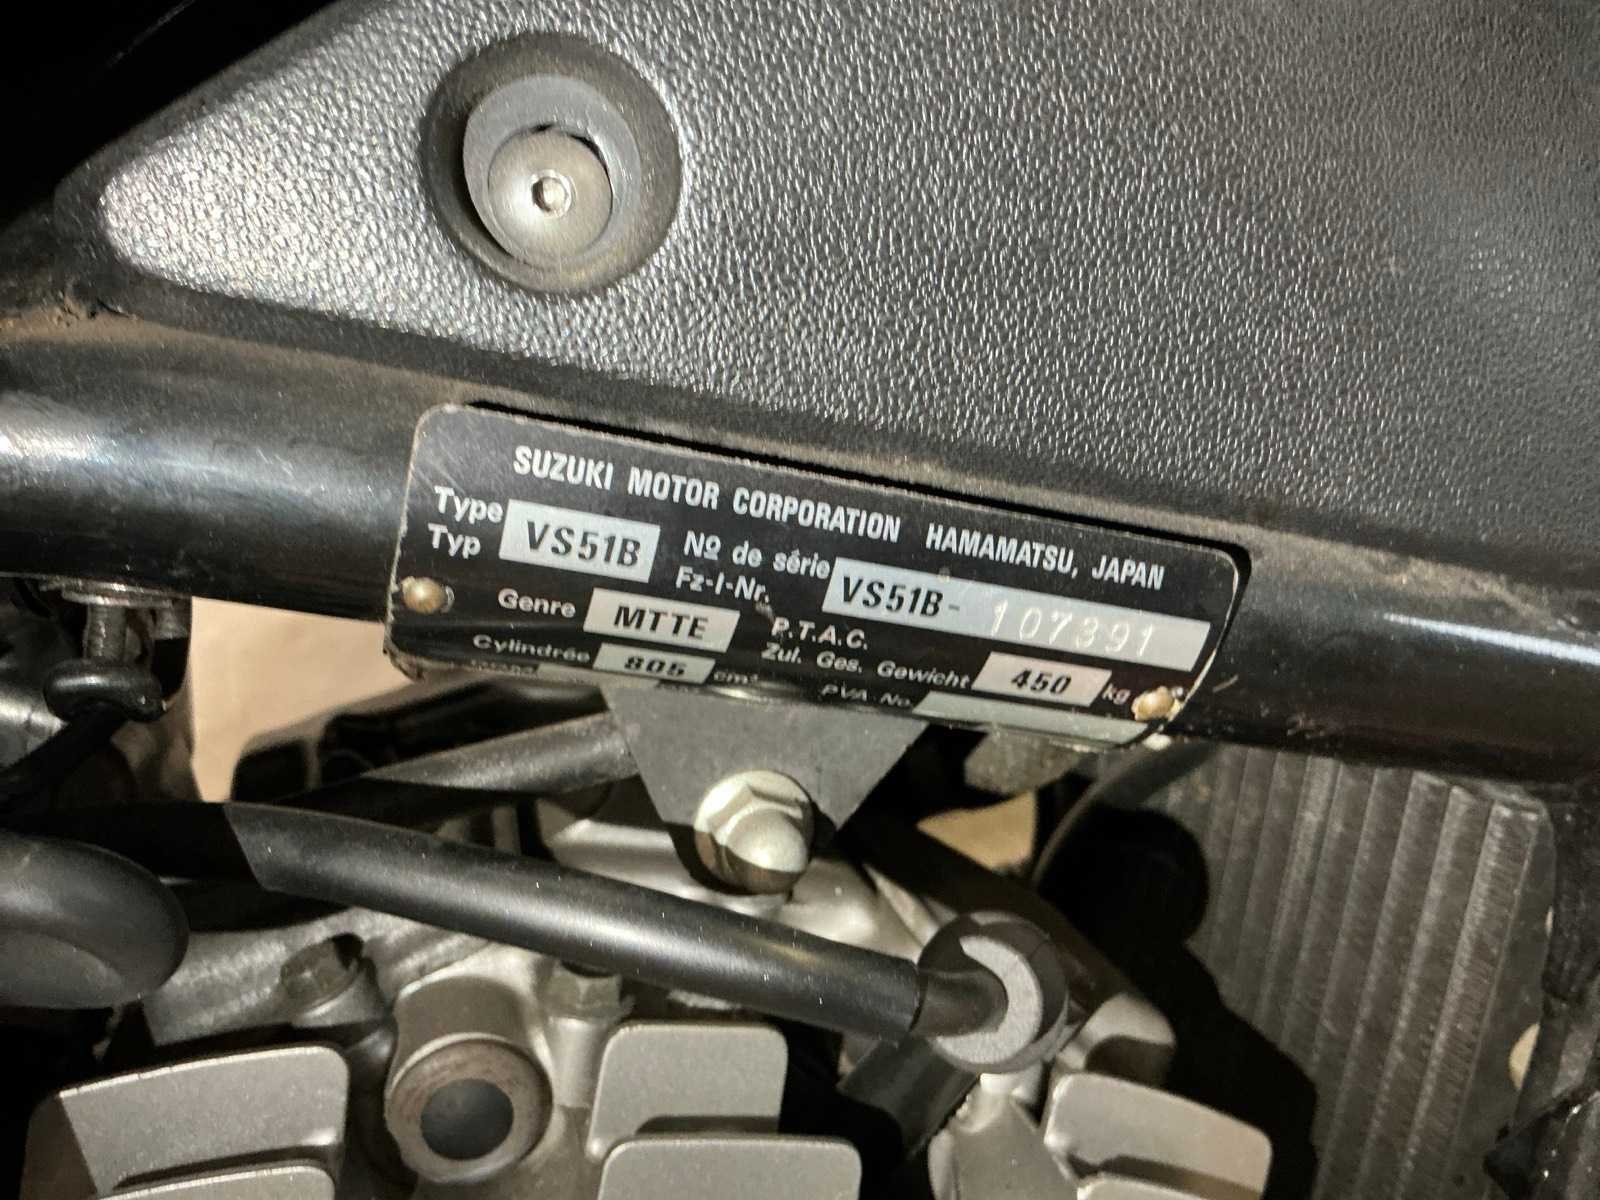 SUZUKI MOTOR CORPORATION HAMAMATSU, JAPAN
Type VS51B Nº de série VS51B- 107391
Typ Fz-I-Nr.
Genre MTTE P.T.A.C.
Zul. Ges. Gewicht 450 kg
Cylindrée 805 cm³
PVA-No.